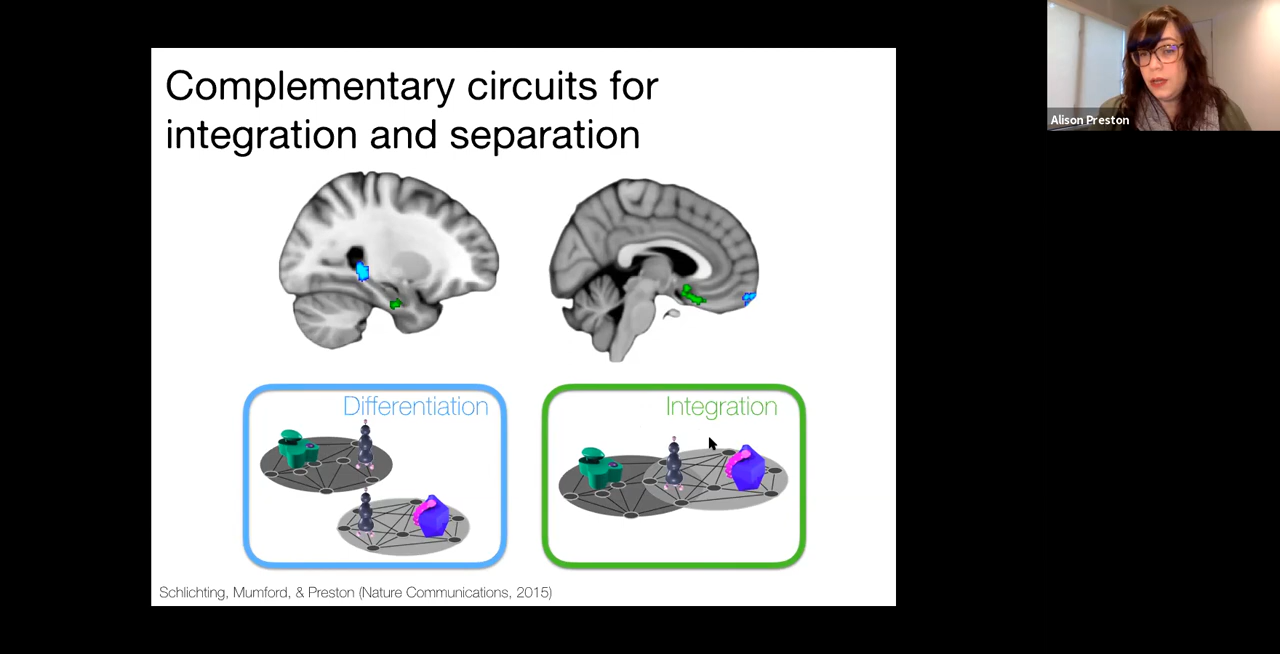 Complementary circuits for
integration and separation
Alison Preston
Differentiation
Integration
Schlichting, Mumford, & Preston (Nature Communications, 2015)